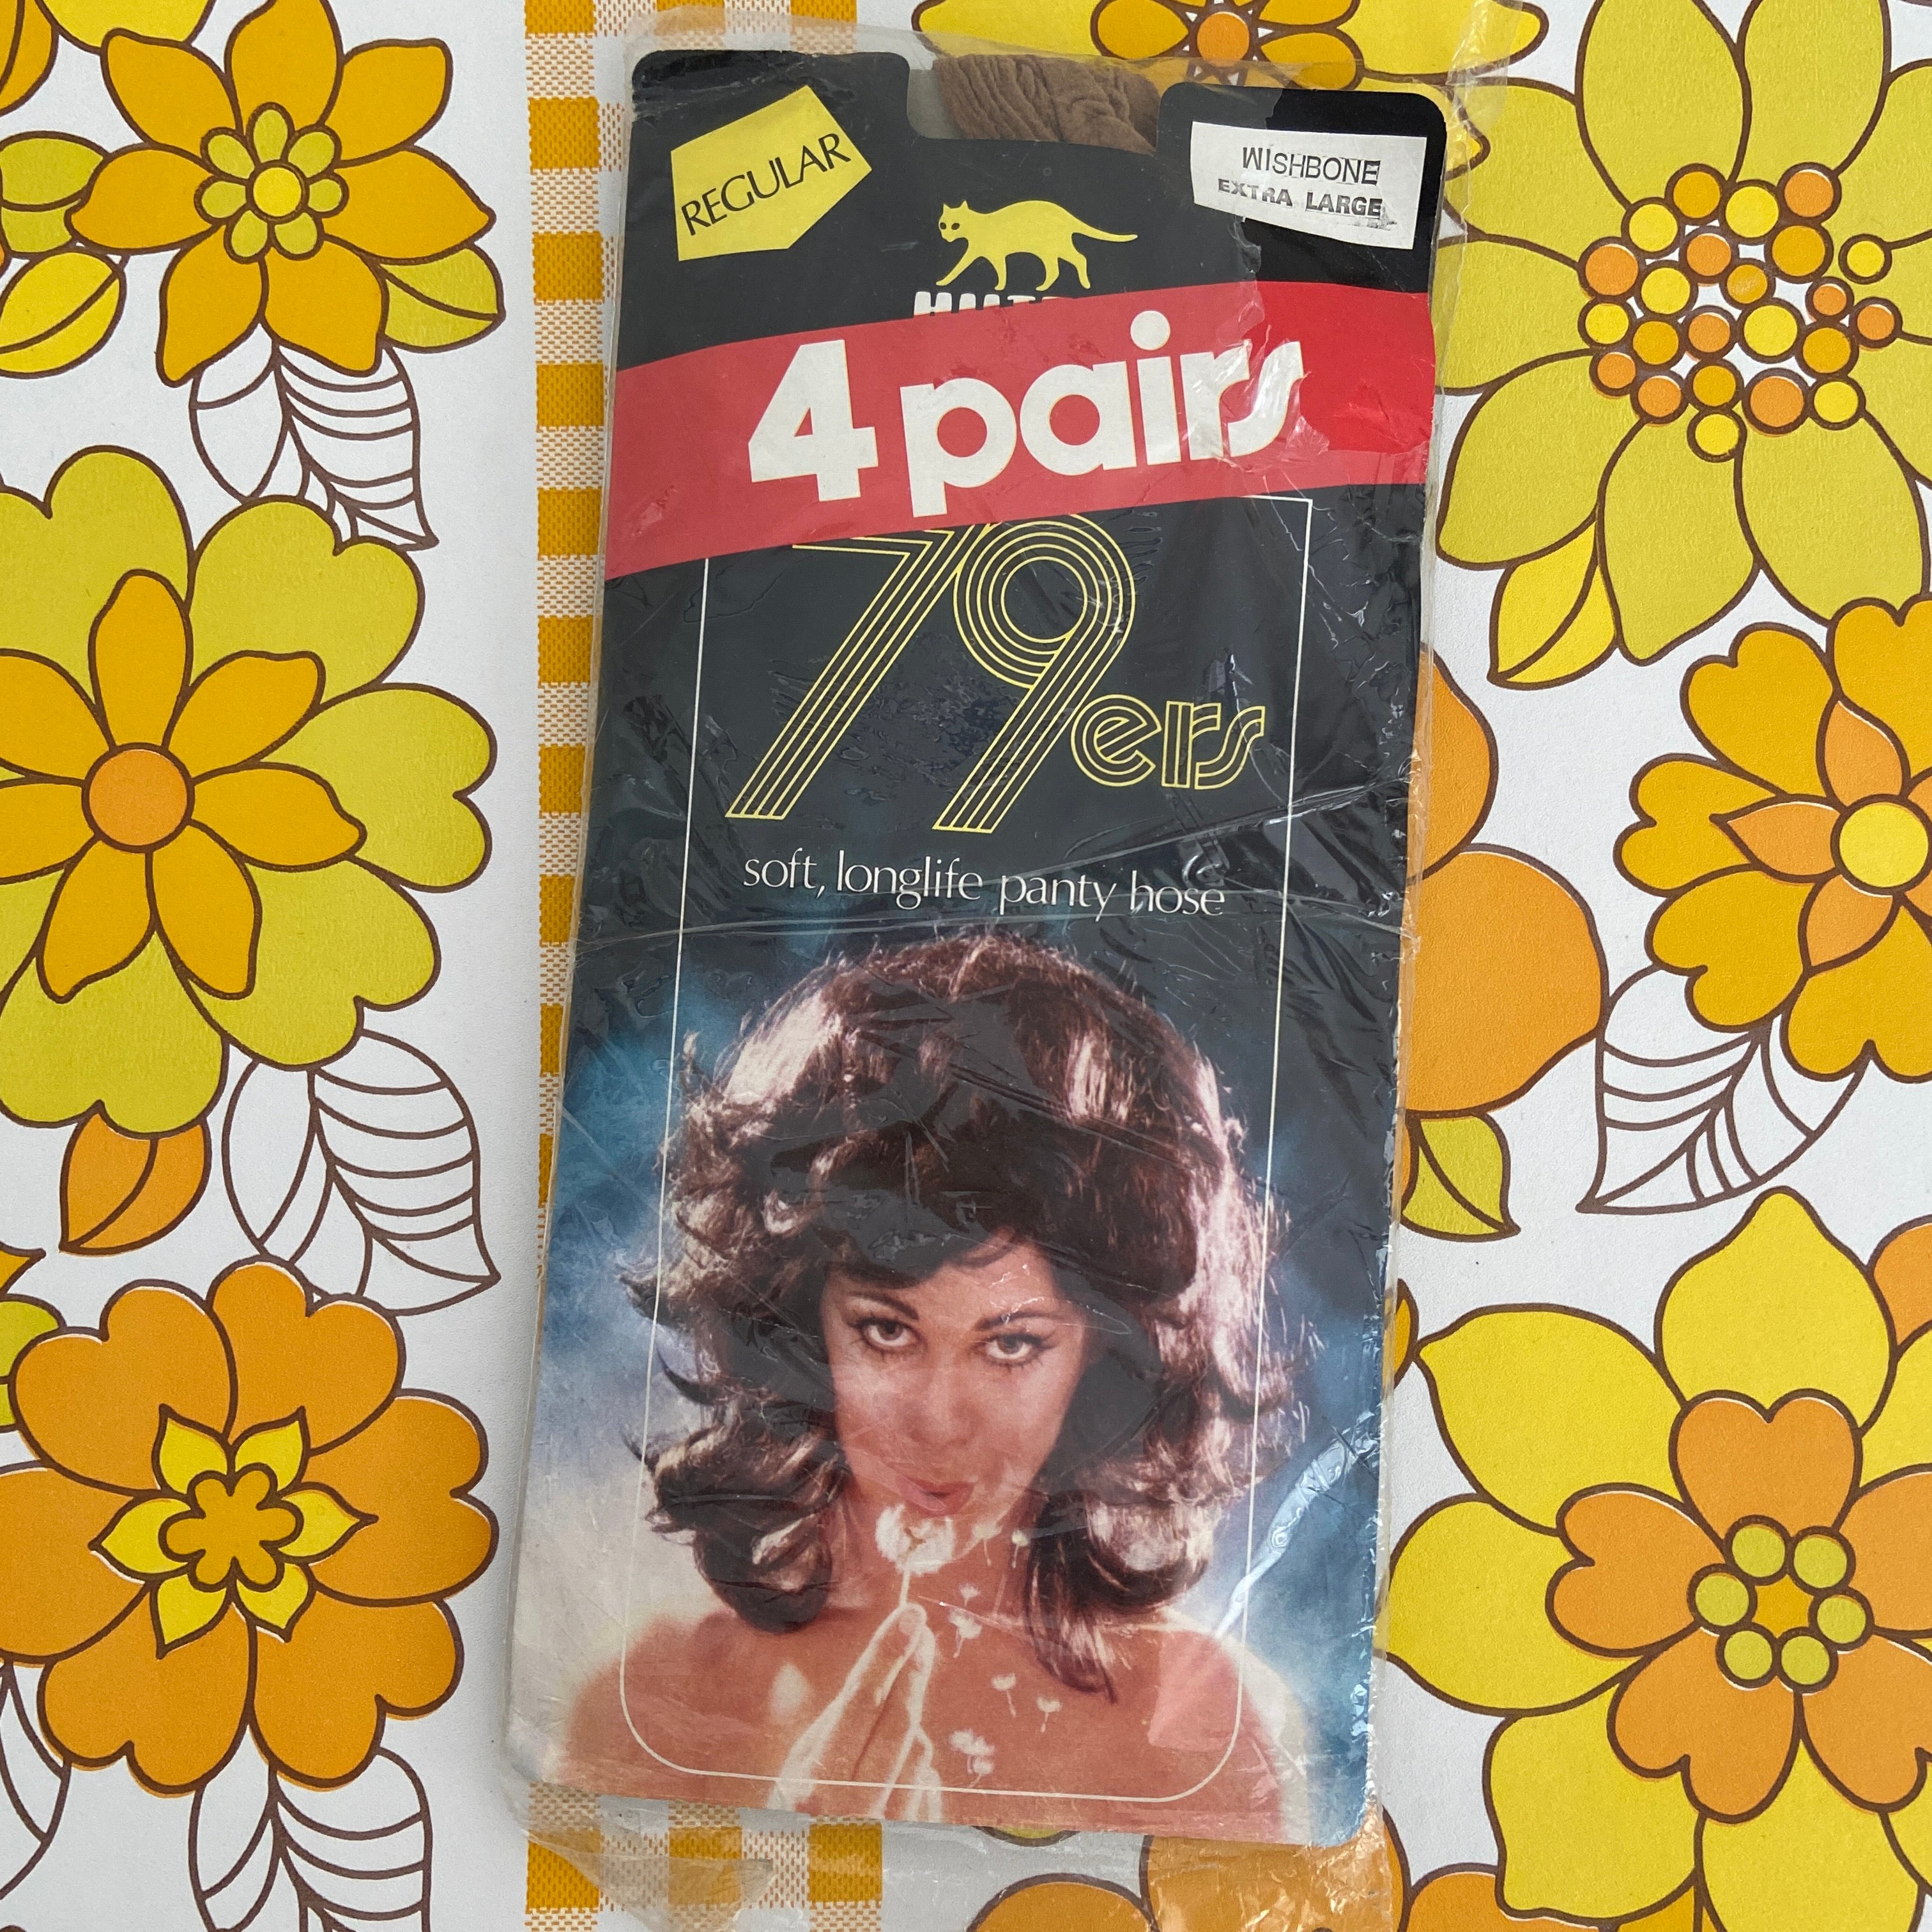 REGULAR
WISHBONE
EXTRA LARGE
4 pairs
79ers
soft, longlife panty hose